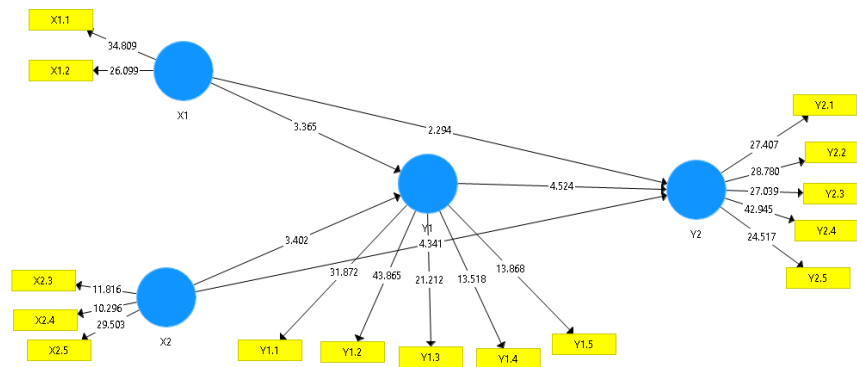 X1.1
34.809
X1.2
26.099
X1
3.365
2.294
Y2.1
27.407
Y2.2
28.780
27.039
Y2.3
42.945
Y2.4
24.517
Y2.5
Y2
4.524
Y1
4.341
3.402
X2.3
11.816
10.296
X2.4
29.503
X2.5
X2
31.872
43.865
21.212
13.518
13.868
Y1.1
Y1.2
Y1.3
Y1.4
Y1.5